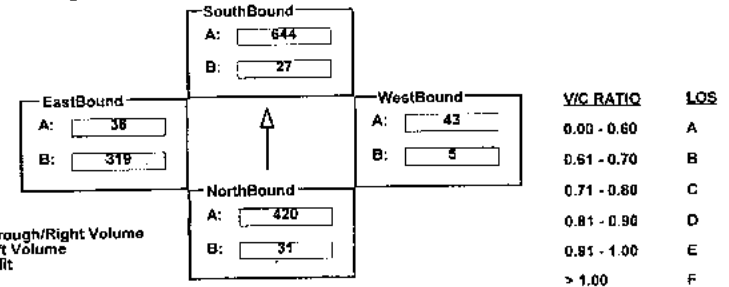 SouthBound
A: 644
B: 27
EastBound
A: 38
B: 319
WestBound
A: 43
B: 5
NorthBound
A: 420
B: 31
rough/Right Volume
ft Volume
lit
V/C RATIO LOS
0.00 - 0.60 A
0.61 - 0.70 B
0.71 - 0.80 C
0.81 - 0.90 D
0.91 - 1.00 E
> 1.00 F